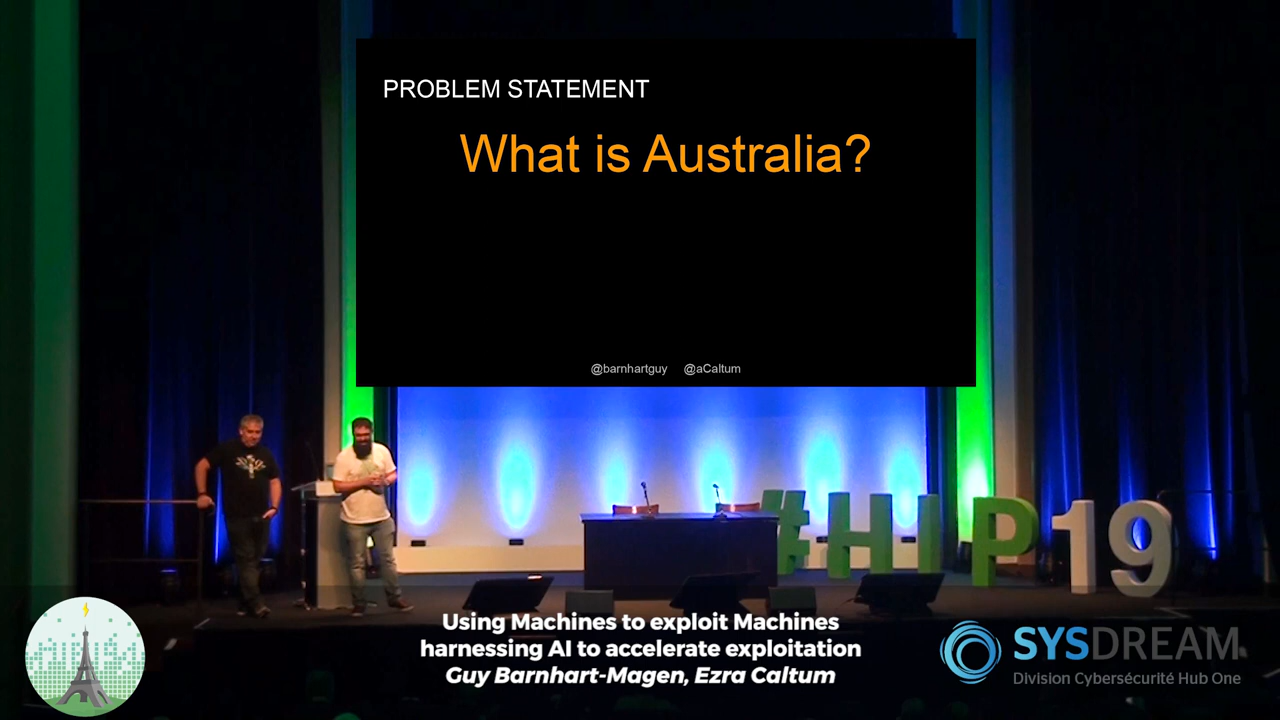 PROBLEM STATEMENT
What is Australia?
@barnhartguy @aCaltum
#HIP19
Using Machines to exploit Machines
harnessing AI to accelerate exploitation
Guy Barnhart-Magen, Ezra Caltum
SYSDREAM
Division Cybersécurité Hub One